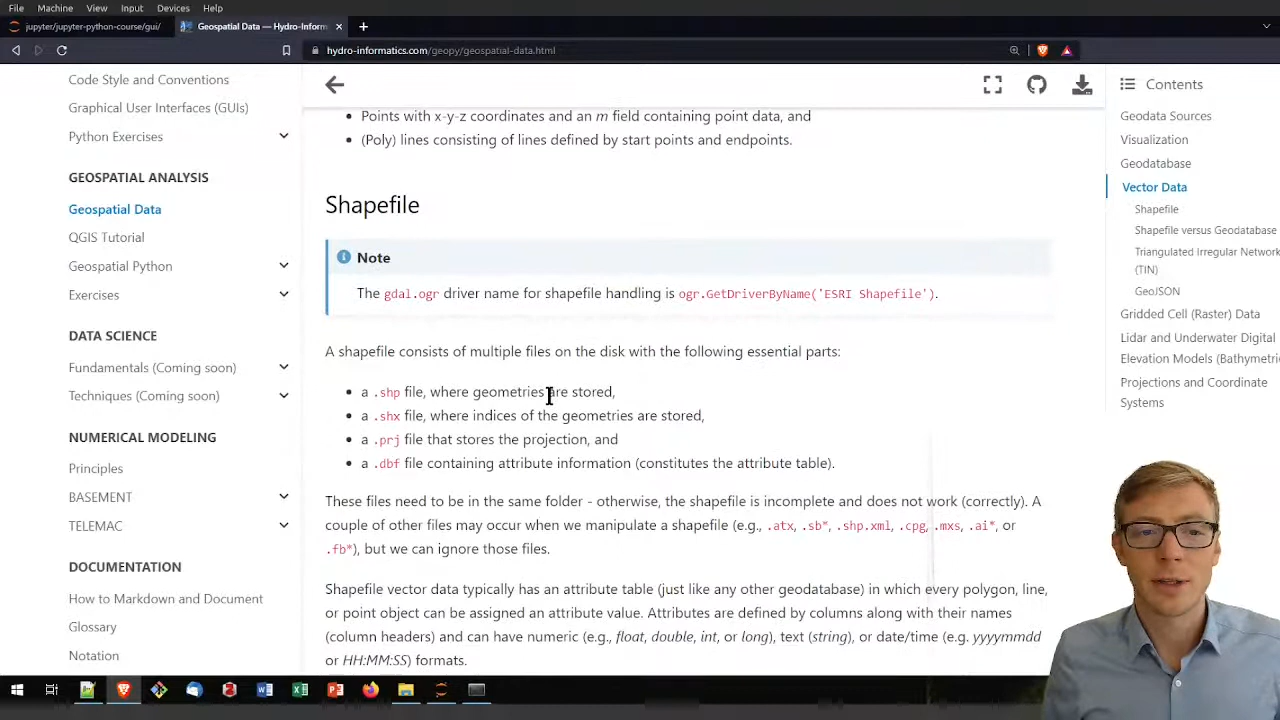 File Machine View Input Devices Help
jupyter/jupyter-python-course/gui/
Geospatial Data — Hydro-Inform
hydro-informatics.com/geopy/geospatial-data.html
Code Style and Conventions
Graphical User Interfaces (GUIs)
Python Exercises
GEOSPATIAL ANALYSIS
Geospatial Data
QGIS Tutorial
Geospatial Python
Exercises
DATA SCIENCE
Fundamentals (Coming soon)
Techniques (Coming soon)
NUMERICAL MODELING
Principles
BASEMENT
TELEMAC
DOCUMENTATION
How to Markdown and Document
Glossary
Notation
Points with x-y-z coordinates and an m field containing point data, and
(Poly) lines consisting of lines defined by start points and endpoints.
Shapefile
Note
The gdal.ogr driver name for shapefile handling is ogr.GetDriverByName('ESRI Shapefile').
A shapefile consists of multiple files on the disk with the following essential parts:
a .shp file, where geometries are stored,
a .shx file, where indices of the geometries are stored,
a .prj file that stores the projection, and
a .dbf file containing attribute information (constitutes the attribute table).
These files need to be in the same folder - otherwise, the shapefile is incomplete and does not work (correctly). A
couple of other files may occur when we manipulate a shapefile (e.g., .atx, .sb*, .shp.xml, .cpg, .mxs, .ai*, or
.fb*), but we can ignore those files.
Shapefile vector data typically has an attribute table (just like any other geodatabase) in which every polygon, line,
or point object can be assigned an attribute value. Attributes are defined by columns along with their names
(column headers) and can have numeric (e.g., float, double, int, or long), text (string), or date/time (e.g. yyyymmdd
or HH:MM:SS) formats.
Contents
Geodata Sources
Visualization
Geodatabase
Vector Data
Shapefile
Shapefile versus Geodatabase
Triangulated Irregular Network
(TIN)
GeoJSON
Gridded Cell (Raster) Data
Lidar and Underwater Digital
Elevation Models (Bathymetri
Projections and Coordinate
Systems